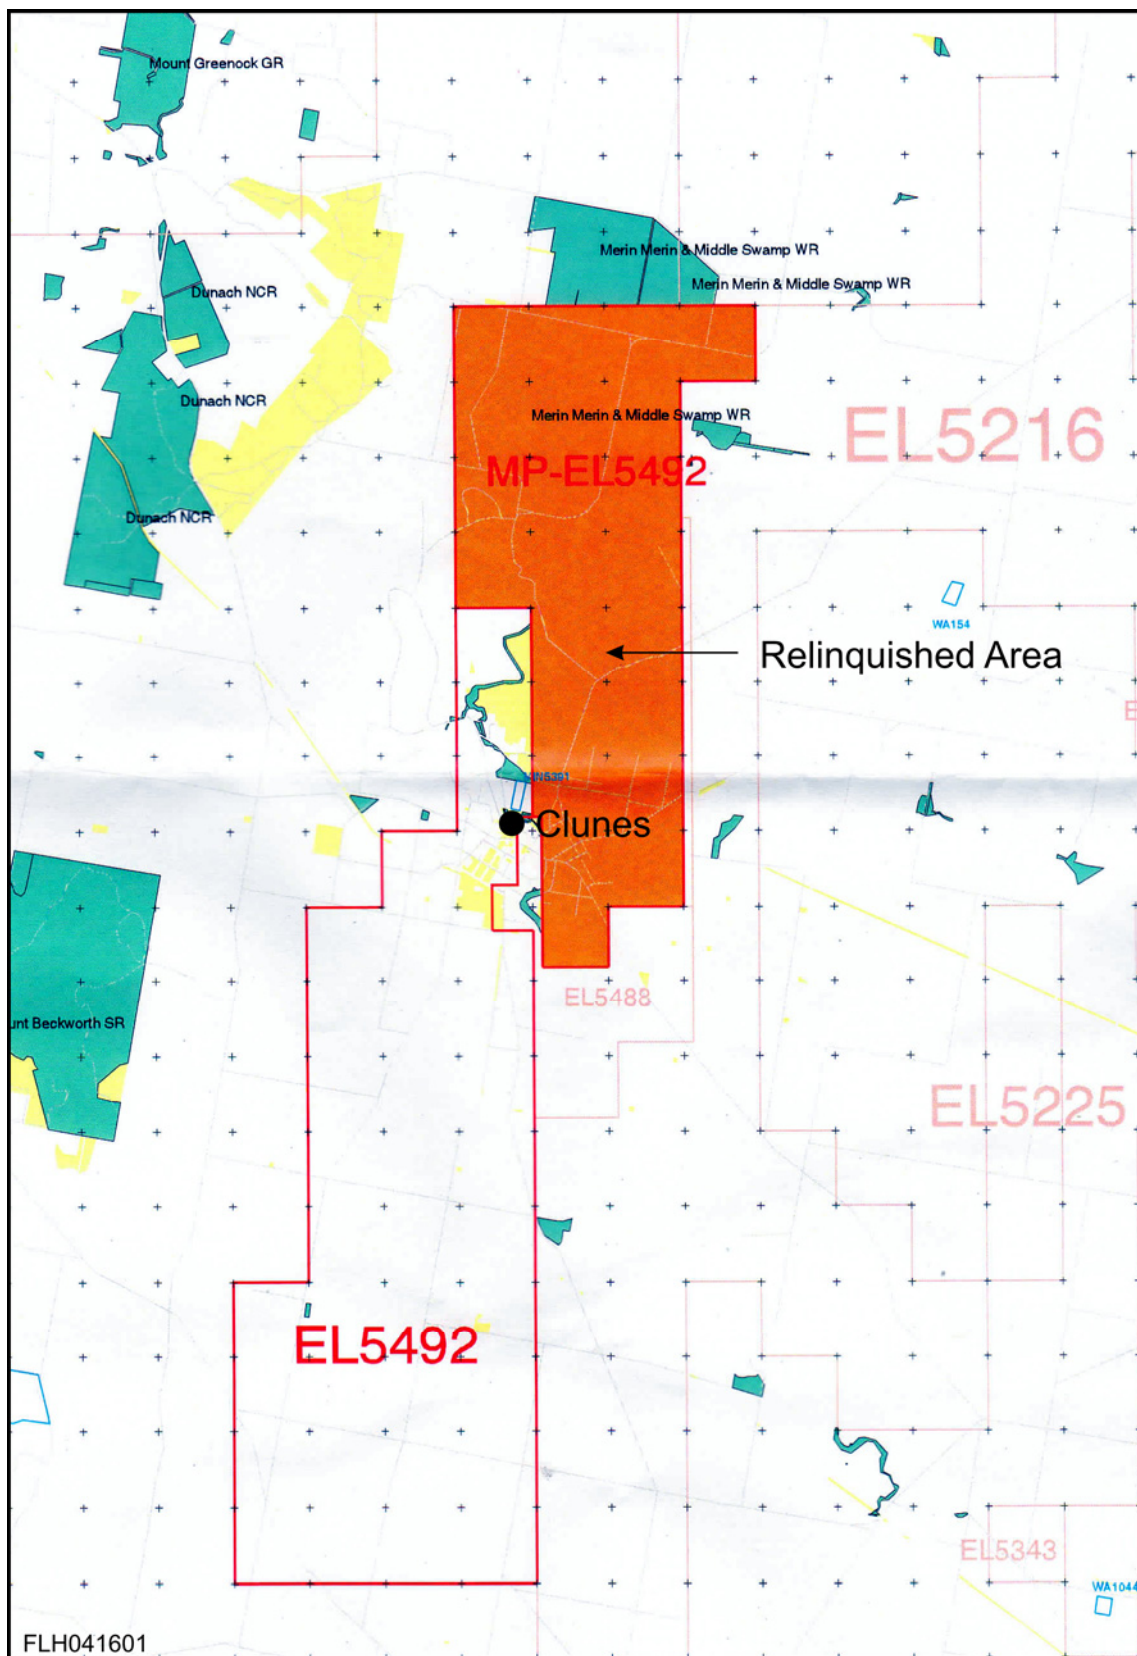 Mount Greenock GR
Merin Merin & Middle Swamp WR
Merin Merin & Middle Swamp WR
Dunach NCR
Dunach NCR
Merin Merin & Middle Swamp WR
EL5216
MP-EL5492
Dunach NCR
WA154
Relinquished Area
E
Clunes
unt Beckworth SR
EL5488
EL5225
EL5492
EL5343
WA1044
FLH041601